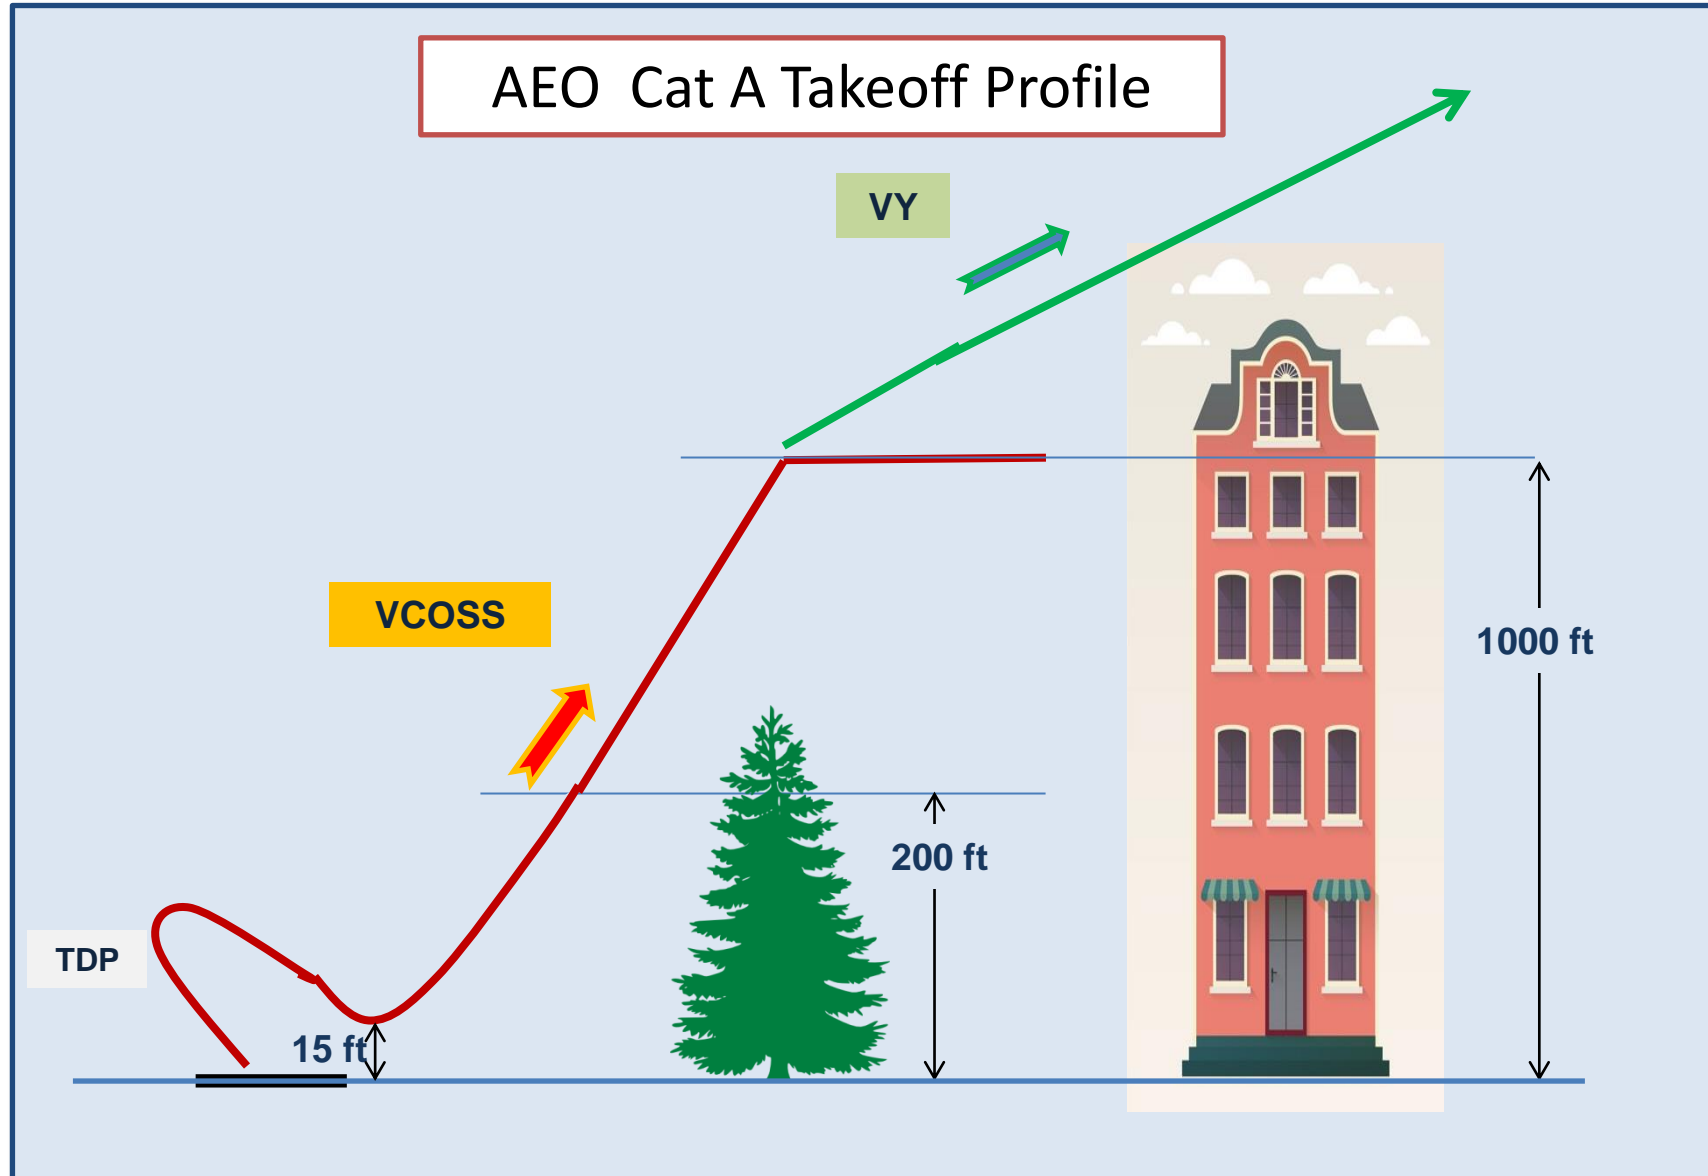 AEO Cat A Takeoff Profile
VY
VCOSS
1000 ft
200 ft
TDP
15 ft